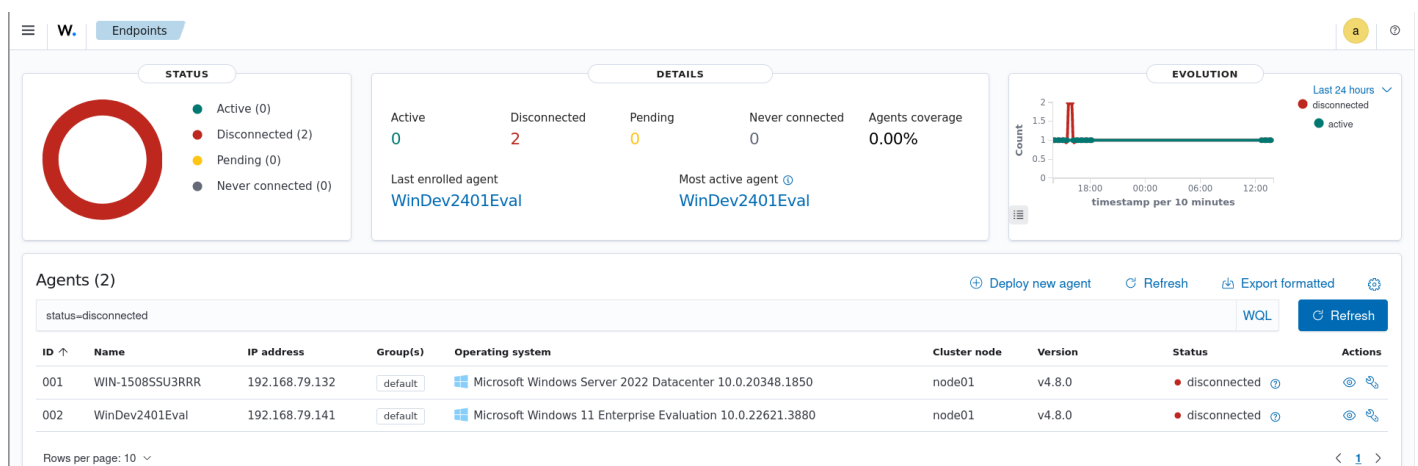 W. Endpoints a
STATUS
Active (0)
Disconnected (2)
Pending (0)
Never connected (0)
DETAILS
Active Disconnected Pending Never connected Agents coverage
0 2 0 0 0.00%
Last enrolled agent Most active agent
WinDev2401Eval WinDev2401Eval
EVOLUTION
Last 24 hours
disconnected
active
Count
2
1.5
1
0.5
0
18:00 00:00 06:00 12:00
timestamp per 10 minutes
Agents (2) Deploy new agent Refresh Export formatted
status=disconnected WQL Refresh
ID ↑ Name IP address Group(s) Operating system Cluster node Version Status Actions
001 WIN-1508SSU3RRR 192.168.79.132 default Microsoft Windows Server 2022 Datacenter 10.0.20348.1850 node01 v4.8.0 disconnected
002 WinDev2401Eval 192.168.79.141 default Microsoft Windows 11 Enterprise Evaluation 10.0.22621.3880 node01 v4.8.0 disconnected
Rows per page: 10 < 1 >